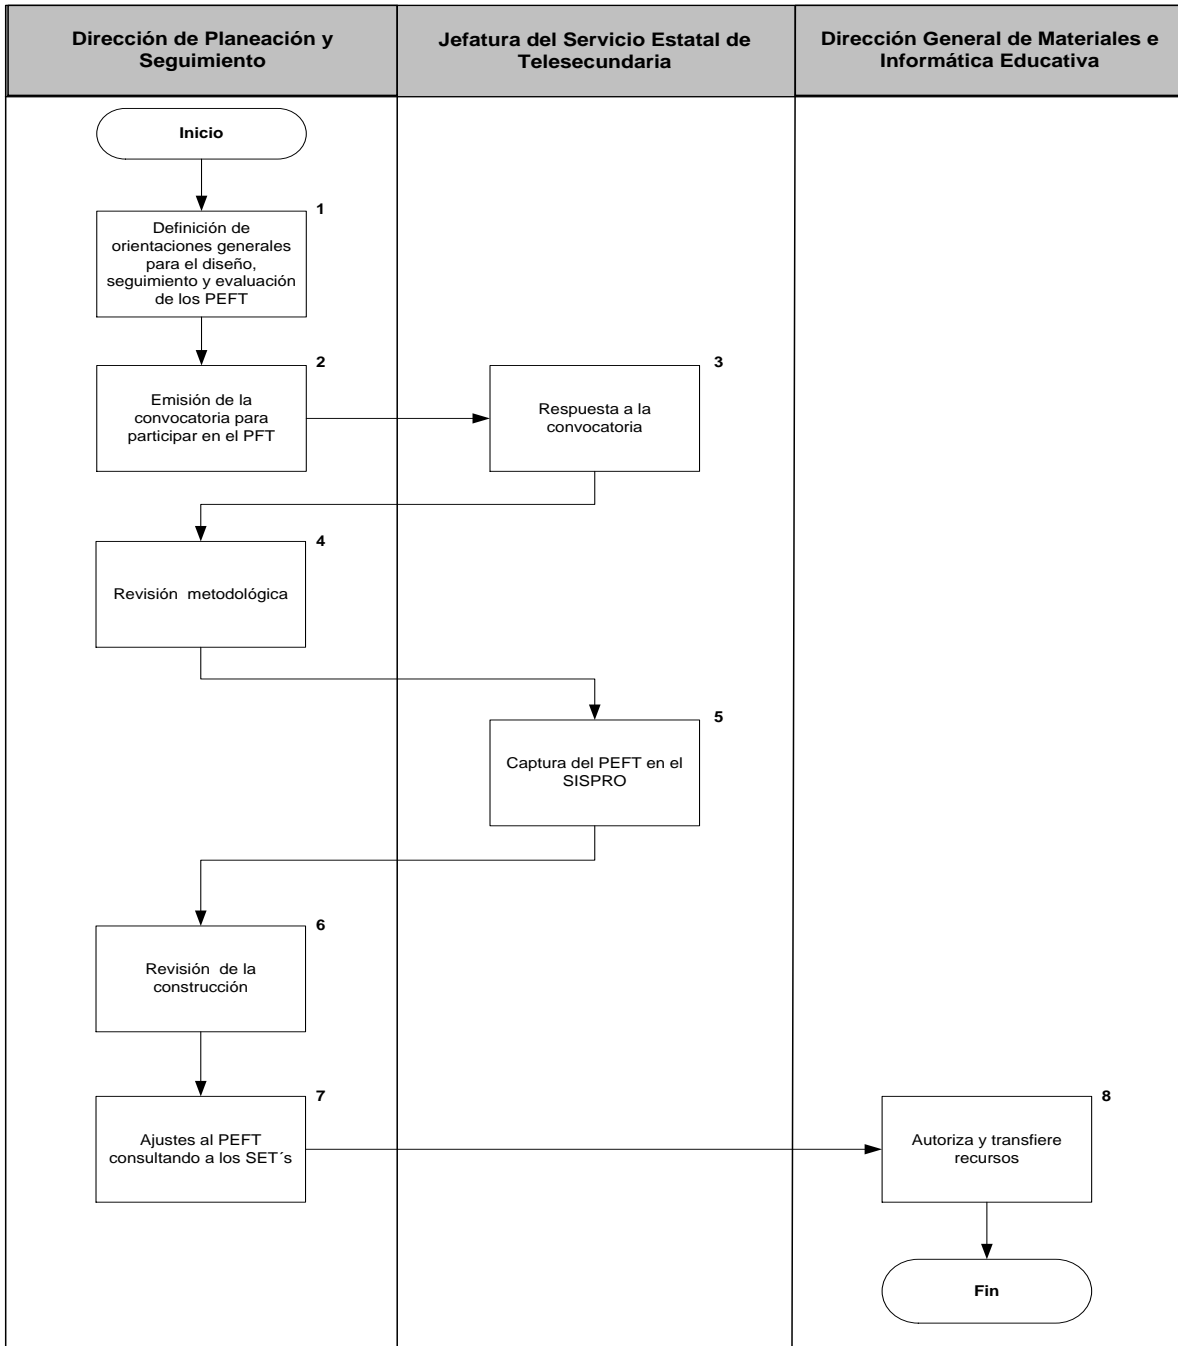 Dirección de Planeación y
Seguimiento
Jefatura del Servicio Estatal de
Telesecundaria
Dirección General de Materiales e
Informática Educativa
Inicio
1
Definición de
orientaciones generales
para el diseño,
seguimiento y evaluación
de los PEFT
2
Emisión de la
convocatoria para
participar en el PFT
3
Respuesta a la
convocatoria
4
Revisión metodológica
5
Captura del PEFT en el
SISPRO
6
Revisión de la
construcción
7
Ajustes al PEFT
consultando a los SET´s
8
Autoriza y transfiere
recursos
Fin